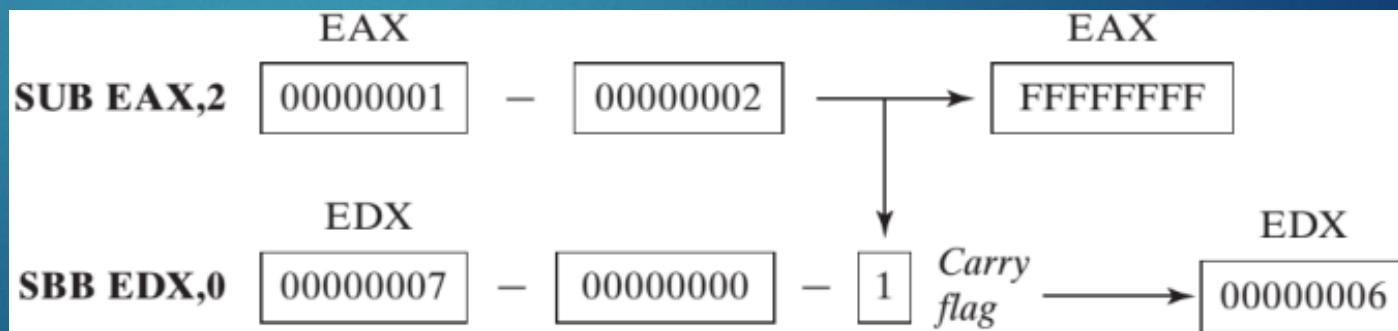 EAX EAX
SUB EAX,2 00000001 – 00000002 FFFFFFFF
EDX EDX
SBB EDX,0 00000007 – 00000000 – 1 Carry flag 00000006